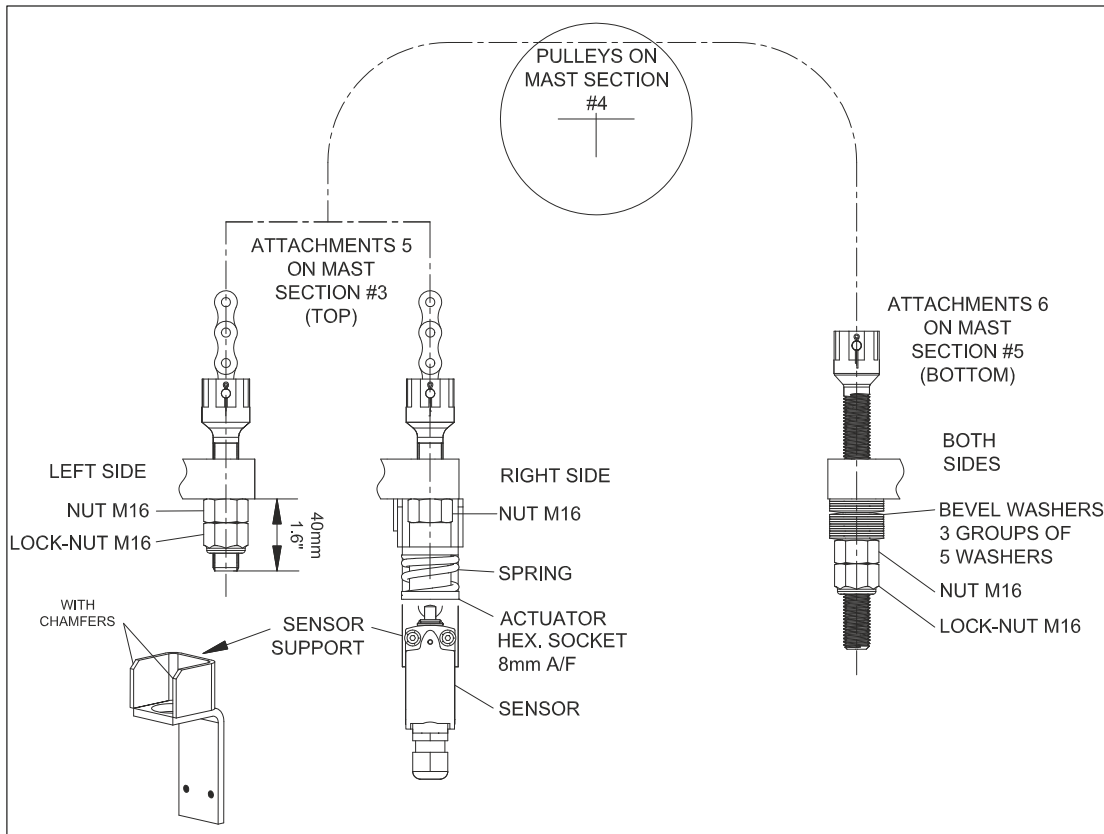 PULLEYS ON
MAST SECTION
#4
ATTACHMENTS 5
ON MAST
SECTION #3
(TOP)
ATTACHMENTS 6
ON MAST
SECTION #5
(BOTTOM)
LEFT SIDE
NUT M16
LOCK-NUT M16
40mm
1.6"
RIGHT SIDE
NUT M16
SPRING
ACTUATOR
HEX. SOCKET
8mm A/F
SENSOR
BOTH
SIDES
BEVEL WASHERS
3 GROUPS OF
5 WASHERS
NUT M16
LOCK-NUT M16
WITH
CHAMFERS
SENSOR
SUPPORT